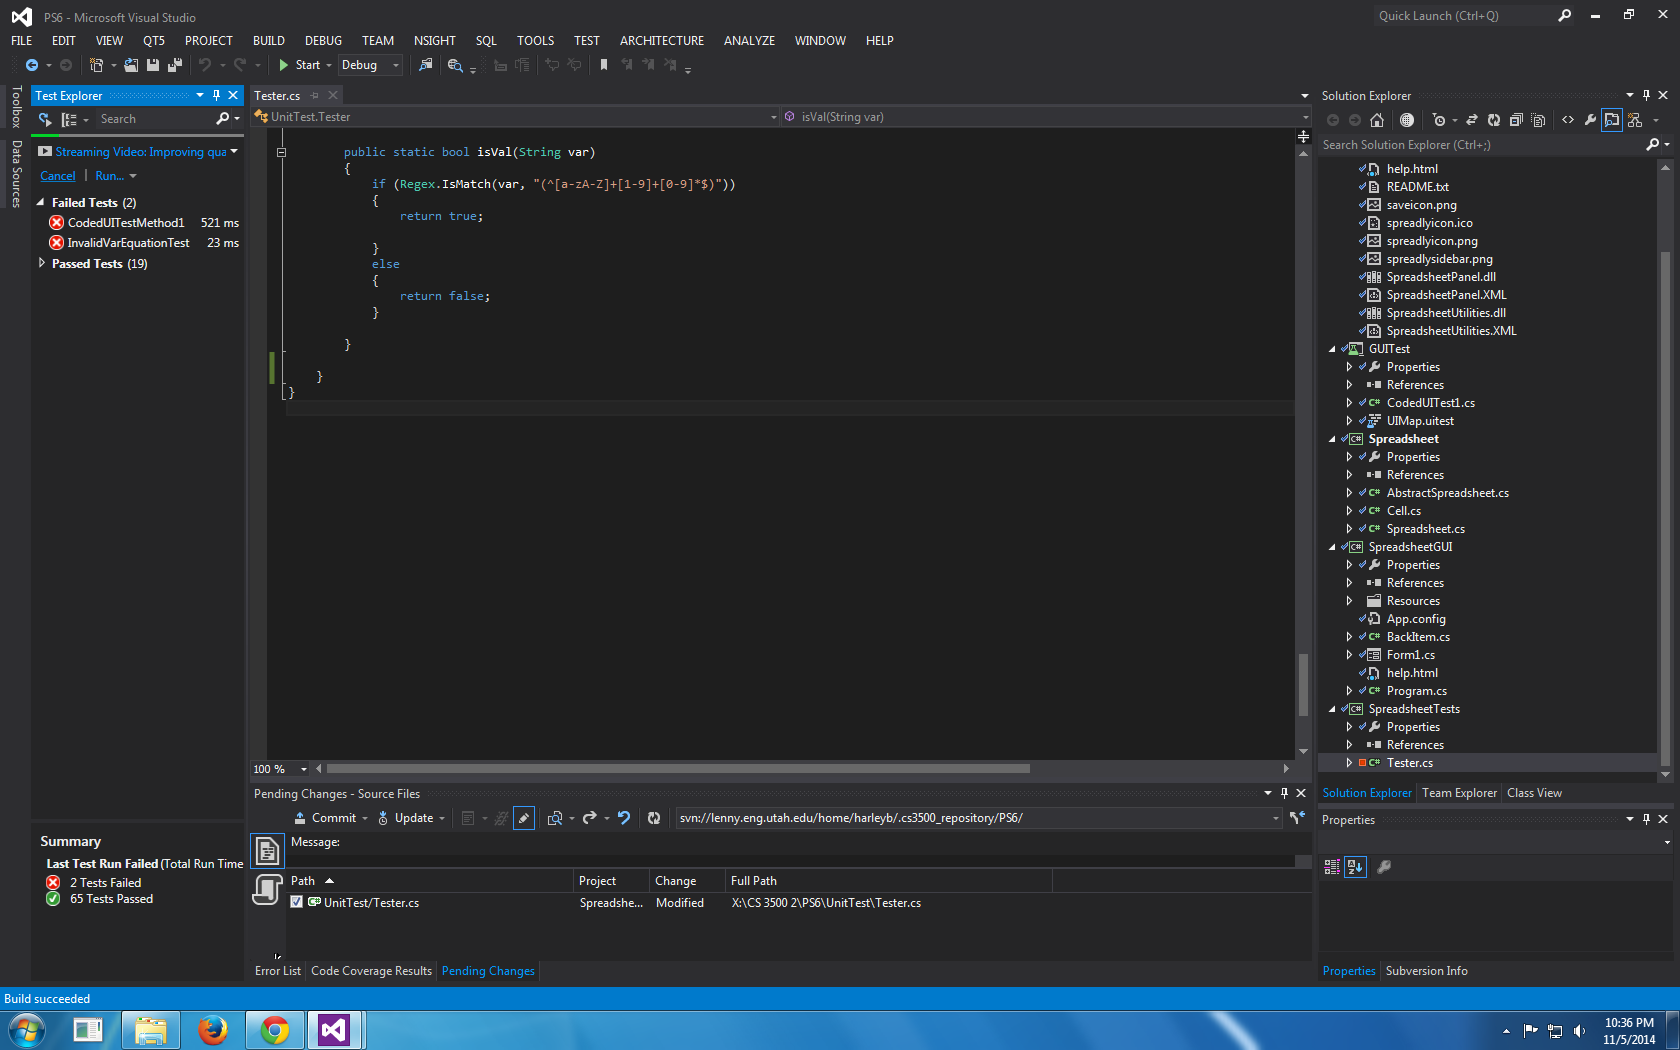 PS6 - Microsoft Visual Studio
Quick Launch (Ctrl+Q)
FILE EDIT VIEW QT5 PROJECT BUILD DEBUG TEAM NSIGHT SQL TOOLS TEST ARCHITECTURE ANALYZE WINDOW HELP
Start Debug
Toolbox
Data Sources
Test Explorer
Search
Streaming Video: Improving qua
Cancel | Run...
Failed Tests (2)
CodedUITestMethod1 521 ms
InvalidVarEquationTest 23 ms
Passed Tests (19)
Summary
Last Test Run Failed (Total Run Time
2 Tests Failed
65 Tests Passed
Tester.cs
UnitTest.Tester isVal(String var)
public static bool isVal(String var)
{
if (Regex.IsMatch(var, "(^[a-zA-Z]+[1-9]+[0-9]*$)"))
{
return true;
}
else
{
return false;
}
}
}
}
100 %
Pending Changes - Source Files
Commit Update svn://lenny.eng.utah.edu/home/harleyb/.cs3500_repository/PS6/
Message:
Path Project Change Full Path
UnitTest/Tester.cs Spreadshe... Modified X:\CS 3500 2\PS6\UnitTest\Tester.cs
Error List Code Coverage Results Pending Changes
Solution Explorer
Search Solution Explorer (Ctrl+;)
help.html
README.txt
saveicon.png
spreadlyicon.ico
spreadlyicon.png
spreadlysidebar.png
SpreadsheetPanel.dll
SpreadsheetPanel.XML
SpreadsheetUtilities.dll
SpreadsheetUtilities.XML
GUITest
Properties
References
CodedUITest1.cs
UIMap.uitest
Spreadsheet
Properties
References
AbstractSpreadsheet.cs
Cell.cs
Spreadsheet.cs
SpreadsheetGUI
Properties
References
Resources
App.config
BackItem.cs
Form1.cs
help.html
Program.cs
SpreadsheetTests
Properties
References
Tester.cs
Solution Explorer Team Explorer Class View
Properties
Properties Subversion Info
Build succeeded
10:36 PM
11/5/2014